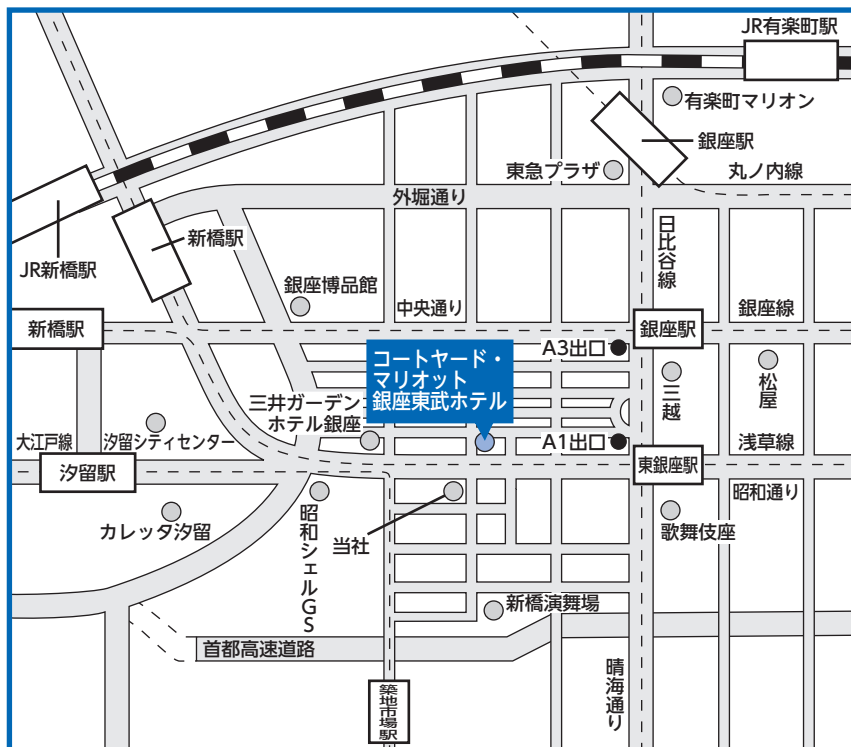 JR有楽町駅
有楽町マリオン
銀座駅
東急プラザ
丸ノ内線
外堀通り
新橋駅
JR新橋駅
日比谷線
銀座博品館
中央通り
銀座線
新橋駅
銀座駅
A3出口
コートヤード・
マリオット
銀座東武ホテル
三越
松屋
三井ガーデン
ホテル銀座
大江戸線
汐留シティセンター
A1出口
浅草線
汐留駅
東銀座駅
昭和通り
カレッタ汐留
昭和シェルGS
当社
歌舞伎座
新橋演舞場
首都高速道路
晴海通り
築地市場駅